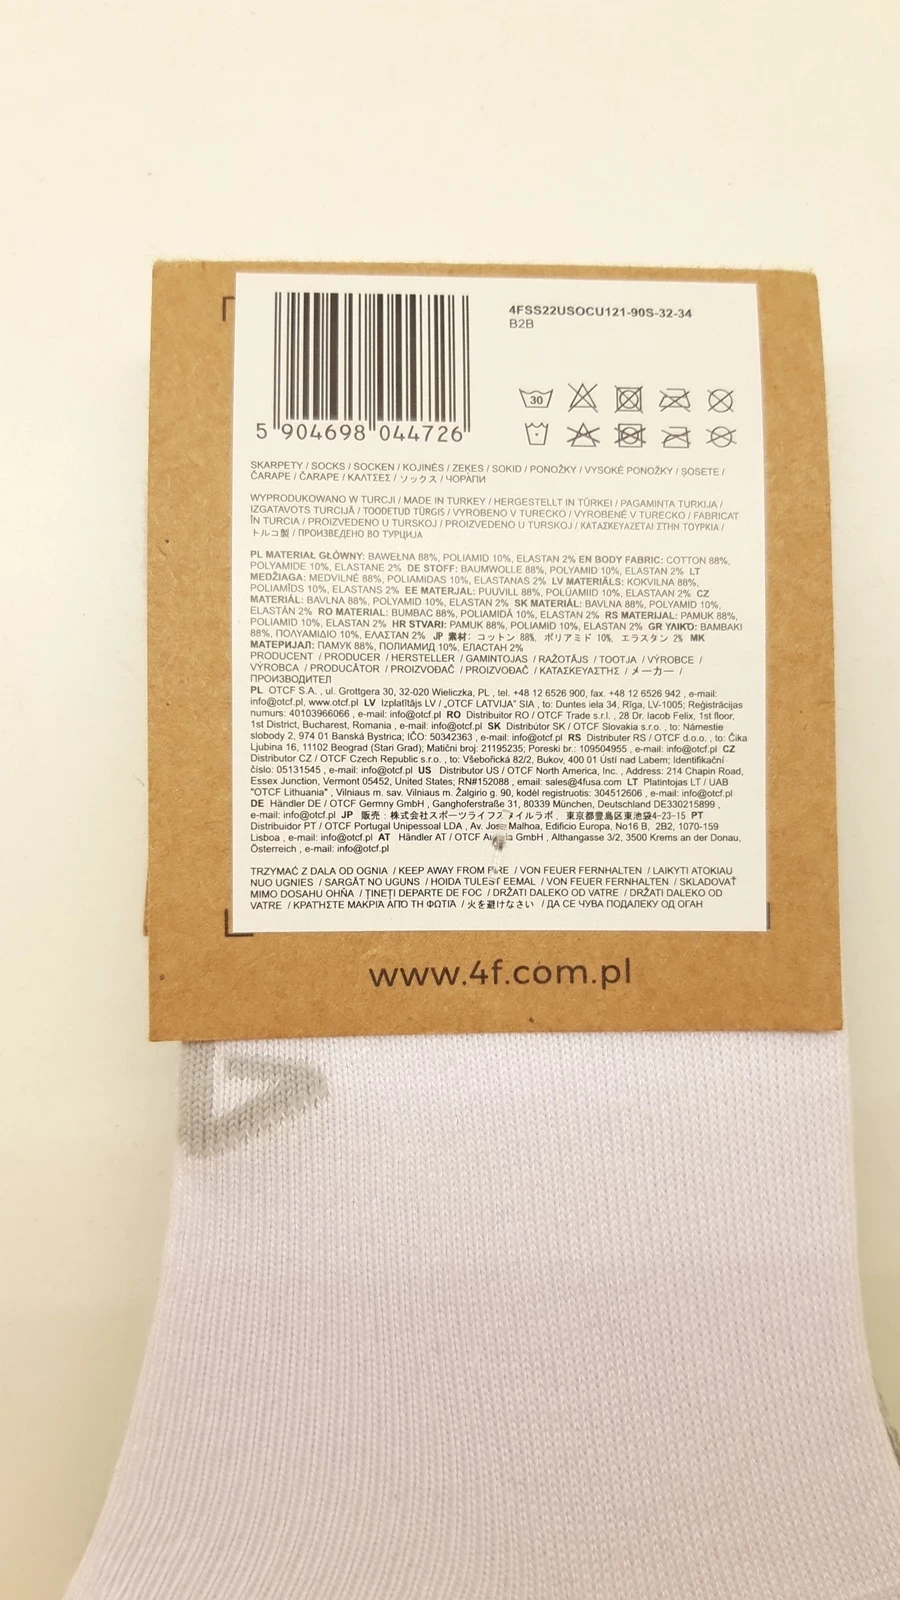 4FSS22USOCU121-90S-32-34
B2B
30
5 904698 044726
SKARPETY / SOCKS / SOCKEN / KOJINĖS / ZEKES / SOKID / PONOŽKY / VYSOKÉ PONOŽKY / ȘOSETE /
ČARAPE / ČARAPE / ΚΑΛΤΣΕΣ / ソックス / ЧОРАПИ
WYPRODUKOWANO W TURCJI / MADE IN TURKEY / HERGESTELLT IN TÜRKEI / PAGAMINTA TURKIJA /
IZGATAVOTS TURCIJĀ / TOODETUD TÜRGIS / VYROBENO V TURECKO / VYROBENÉ V TURECKO / FABRICAT
ÎN TURCIA / PROIZVEDENO U TURSKOJ / PROIZVEDENO U TURSKOJ / ΚΑΤΑΣΚΕΥΑΖΕΤΑΙ ΣΤΗΝ ΤΟΥΡΚΙΑ /
トルコ製 / ПРОИЗВЕДЕНО ВО ТУРЦИЈА
PL MATERIAŁ GŁÓWNY: BAWEŁNA 88%, POLIAMID 10%, ELASTAN 2% EN BODY FABRIC: COTTON 88%,
POLYAMIDE 10%, ELASTANE 2% DE STOFF: BAUMWOLLE 88%, POLYAMID 10%, ELASTAN 2% LT
MEDŽIAGA: MEDVILNĖ 88%, POLIAMIDAS 10%, ELASTANAS 2% LV MATERIĀLS: KOKVILNA 88%,
POLIAMĪDS 10%, ELASTANS 2% EE MATERJAL: PUUVILL 88%, POLÜAMIID 10%, ELASTAAN 2% CZ
MATERIÁL: BAVLNA 88%, POLYAMID 10%, ELASTAN 2% SK MATERIÁL: BAVLNA 88%, POLYAMID 10%,
ELASTÁN 2% RO MATERIAL: BUMBAC 88%, POLIAMIDĂ 10%, ELASTAN 2% RS MATERIJAL: PAMUK 88%,
POLIAMID 10%, ELASTAN 2% HR STVARI: PAMUK 88%, POLIAMID 10%, ELASTAN 2% GR ΥΛΙΚΌ: ΒΑΜΒΑΚΙ
88%, ΠΟΛΥΑΜΙΔΙΟ 10%, ΕΛΑΣΤΑΝ 2% JP 素材: コットン 88%, ポリアミド 10%, エラスタン 2% MK
МАТЕРИЈАЛ: ПАМУК 88%, ПОЛИАМИД 10%, ЕЛАСТАН 2%
PRODUCENT / PRODUCER / HERSTELLER / GAMINTOJAS / RAŽOTĀJS / TOOTJA / VÝROBCE /
VÝROBCA / PRODUCĂTOR / PROIZVOĐAČ / PROIZVOĐAČ / ΚΑΤΑΣΚΕΥΑΣΤΗΣ / メーカー /
ПРОИЗВОДИТЕЛ
PL OTCF S.A. , ul. Grottgera 30, 32-020 Wieliczka, PL , tel. +48 12 6526 900, fax. +48 12 6526 942 , e-mail:
info@otcf.pl, www.otcf.pl LV Izplatītājs LV / „OTCF LATVIJA" SIA , to: Duntes iela 34, Rīga, LV-1005; Reģistrācijas
numurs: 40103966066 , e-mail: info@otcf.pl RO Distribuitor RO / OTCF Trade s.r.l. , 28 Dr. Iacob Felix, 1st floor,
1st District, Bucharest, Romania , e-mail: info@otcf.pl SK Distribútor SK / OTCF Slovakia s.r.o. , to: Námestie
slobody 2, 974 01 Banská Bystrica; IČO: 50342363 , e-mail: info@otcf.pl RS Distributer RS / OTCF d.o.o. , to: Čika
Ljubina 16, 11102 Beograd (Stari Grad); Matični broj: 21195235; Poreski br.: 109504955 , e-mail: info@otcf.pl CZ
Distributor CZ / OTCF Czech Republic s.r.o. , to: Všebořická 82/2, Bukov, 400 01 Ústí nad Labem; Identifikační
číslo: 05131545 , e-mail: info@otcf.pl US Distributor US / OTCF North America, Inc. , Address: 214 Chapin Road,
Essex Junction, Vermont 05452, United States; RN#152088 , email: sales@4fusa.com LT Platintojas LT / UAB
"OTCF Lithuania" , Vilniaus m. sav. Vilniaus m. Žalgirio g. 90, kodėl registruotis: 304512606 , e-mail: info@otcf.pl
DE Händler DE / OTCF Germny GmbH , Ganghoferstraße 31, 80339 München, Deutschland DE330215899 ,
e-mail: info@otcf.pl JP 販売 : 株式会社スポーツライフスタイルラボ , 東京都豊島区東池袋4-23-15 PT
Distribuidor PT / OTCF Portugal Unipessoal LDA , Av. Jose Malhoa, Edificio Europa, No16 B, 2B2, 1070-159
Lisboa , e-mail: info@otcf.pl AT Händler AT / OTCF Austria GmbH , Althangasse 3/2, 3500 Krems an der Donau,
Österreich , e-mail: info@otcf.pl
TRZYMAĆ Z DALA OD OGNIA / KEEP AWAY FROM FIRE / VON FEUER FERNHALTEN / LAIKYTI ATOKIAU
NUO UGNIES / SARGĀT NO UGUNS / HOIDA TULEST EEMAL / VON FEUER FERNHALTEN / SKLADOVAŤ
MIMO DOSAHU OHŇA / ȚINEȚI DEPARTE DE FOC / DRŽATI DALEKO OD VATRE / DRŽATI DALEKO OD
VATRE / ΚΡΑΤΗΣΤΕ ΜΑΚΡΙΆ ΑΠΌ ΤΗ ΦΩΤΙΆ / 火を避けなさい / ДА СЕ ЧУВА ПОДАЛЕКУ ОД ОГАН
www.4f.com.pl